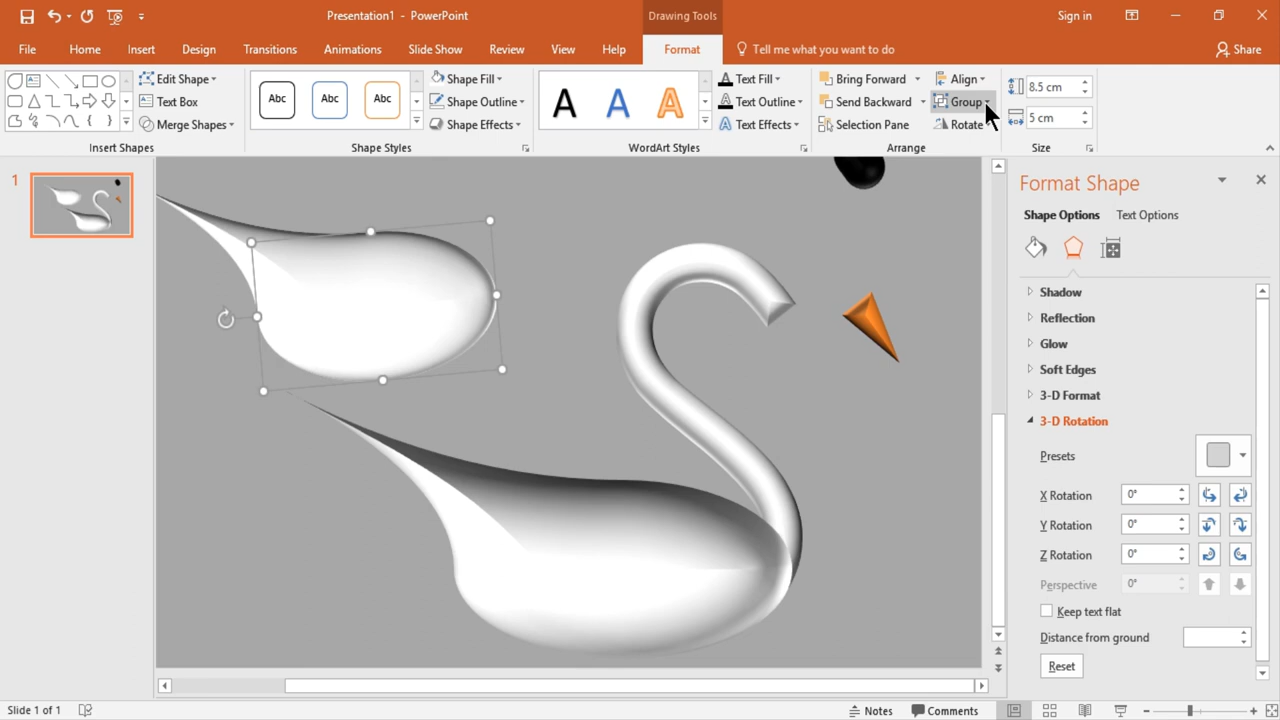 Presentation1 - PowerPoint
Drawing Tools
Sign in
File Home Insert Design Transitions Animations Slide Show Review View Help Format Tell me what you want to do Share
Edit Shape
Text Box
Merge Shapes
Insert Shapes
Abc Abc Abc
Shape Fill
Shape Outline
Shape Effects
Shape Styles
A A A
Text Fill
Text Outline
Text Effects
WordArt Styles
Bring Forward
Send Backward
Selection Pane
Align
Group
Rotate
Arrange
8.5 cm
5 cm
Size
1
Format Shape
Shape Options Text Options
Shadow
Reflection
Glow
Soft Edges
3-D Format
3-D Rotation
Presets
X Rotation 0°
Y Rotation 0°
Z Rotation 0°
Perspective 0°
Keep text flat
Distance from ground
Reset
Slide 1 of 1
Notes Comments